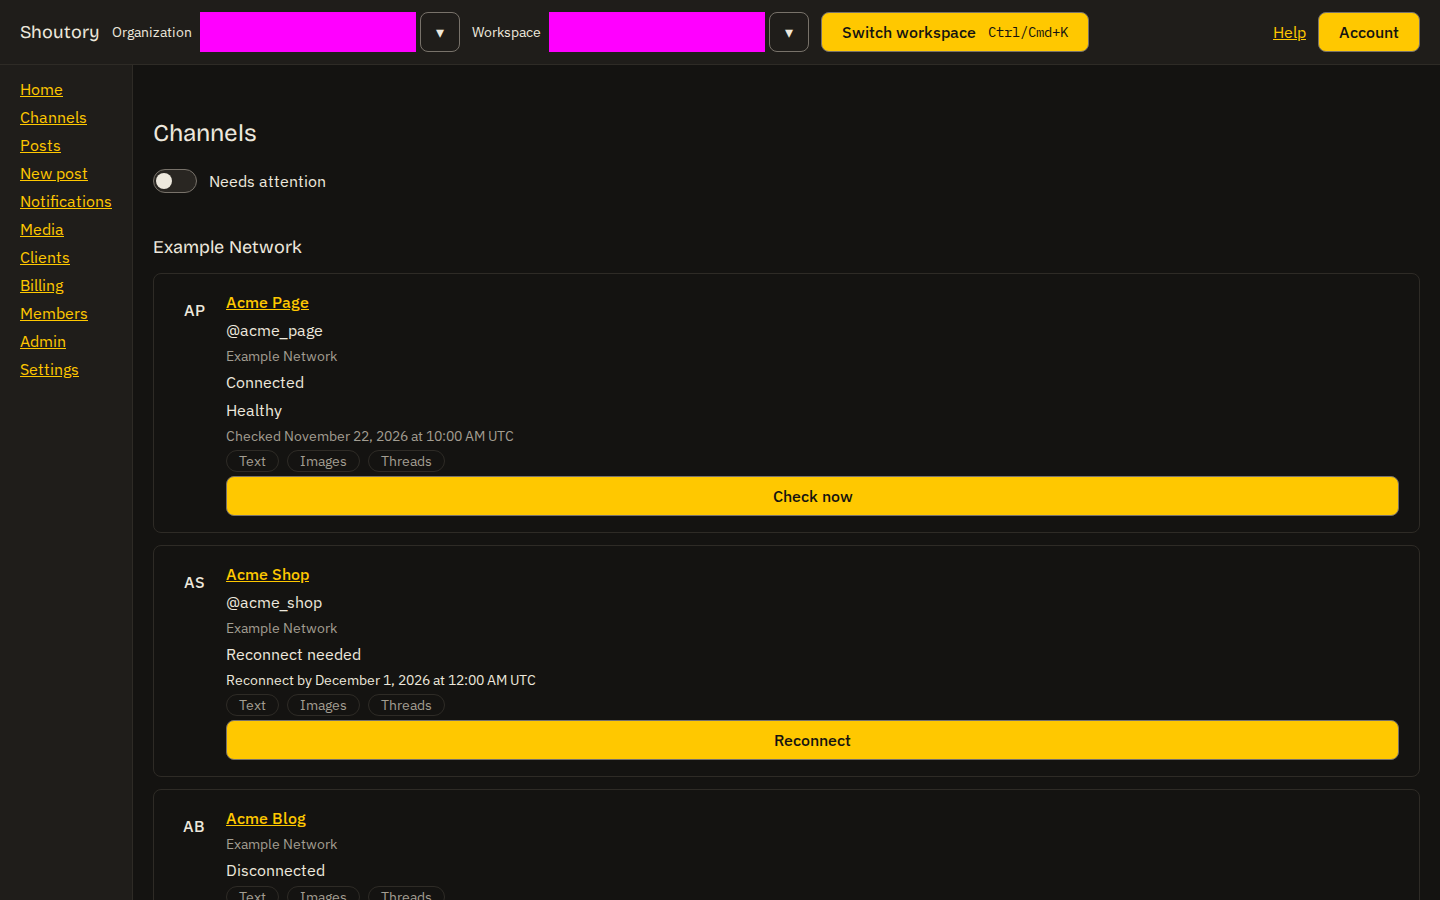 Shoutory Organization ▼ Workspace ▼ Switch workspace Ctrl/Cmd+K Help Account
Home
Channels
Posts
New post
Notifications
Media
Clients
Billing
Members
Admin
Settings
Channels
Needs attention
Example Network
AP
Acme Page
@acme_page
Example Network
Connected
Healthy
Checked November 22, 2026 at 10:00 AM UTC
Text Images Threads
Check now
AS
Acme Shop
@acme_shop
Example Network
Reconnect needed
Reconnect by December 1, 2026 at 12:00 AM UTC
Text Images Threads
Reconnect
AB
Acme Blog
Example Network
Disconnected
Text Images Threads